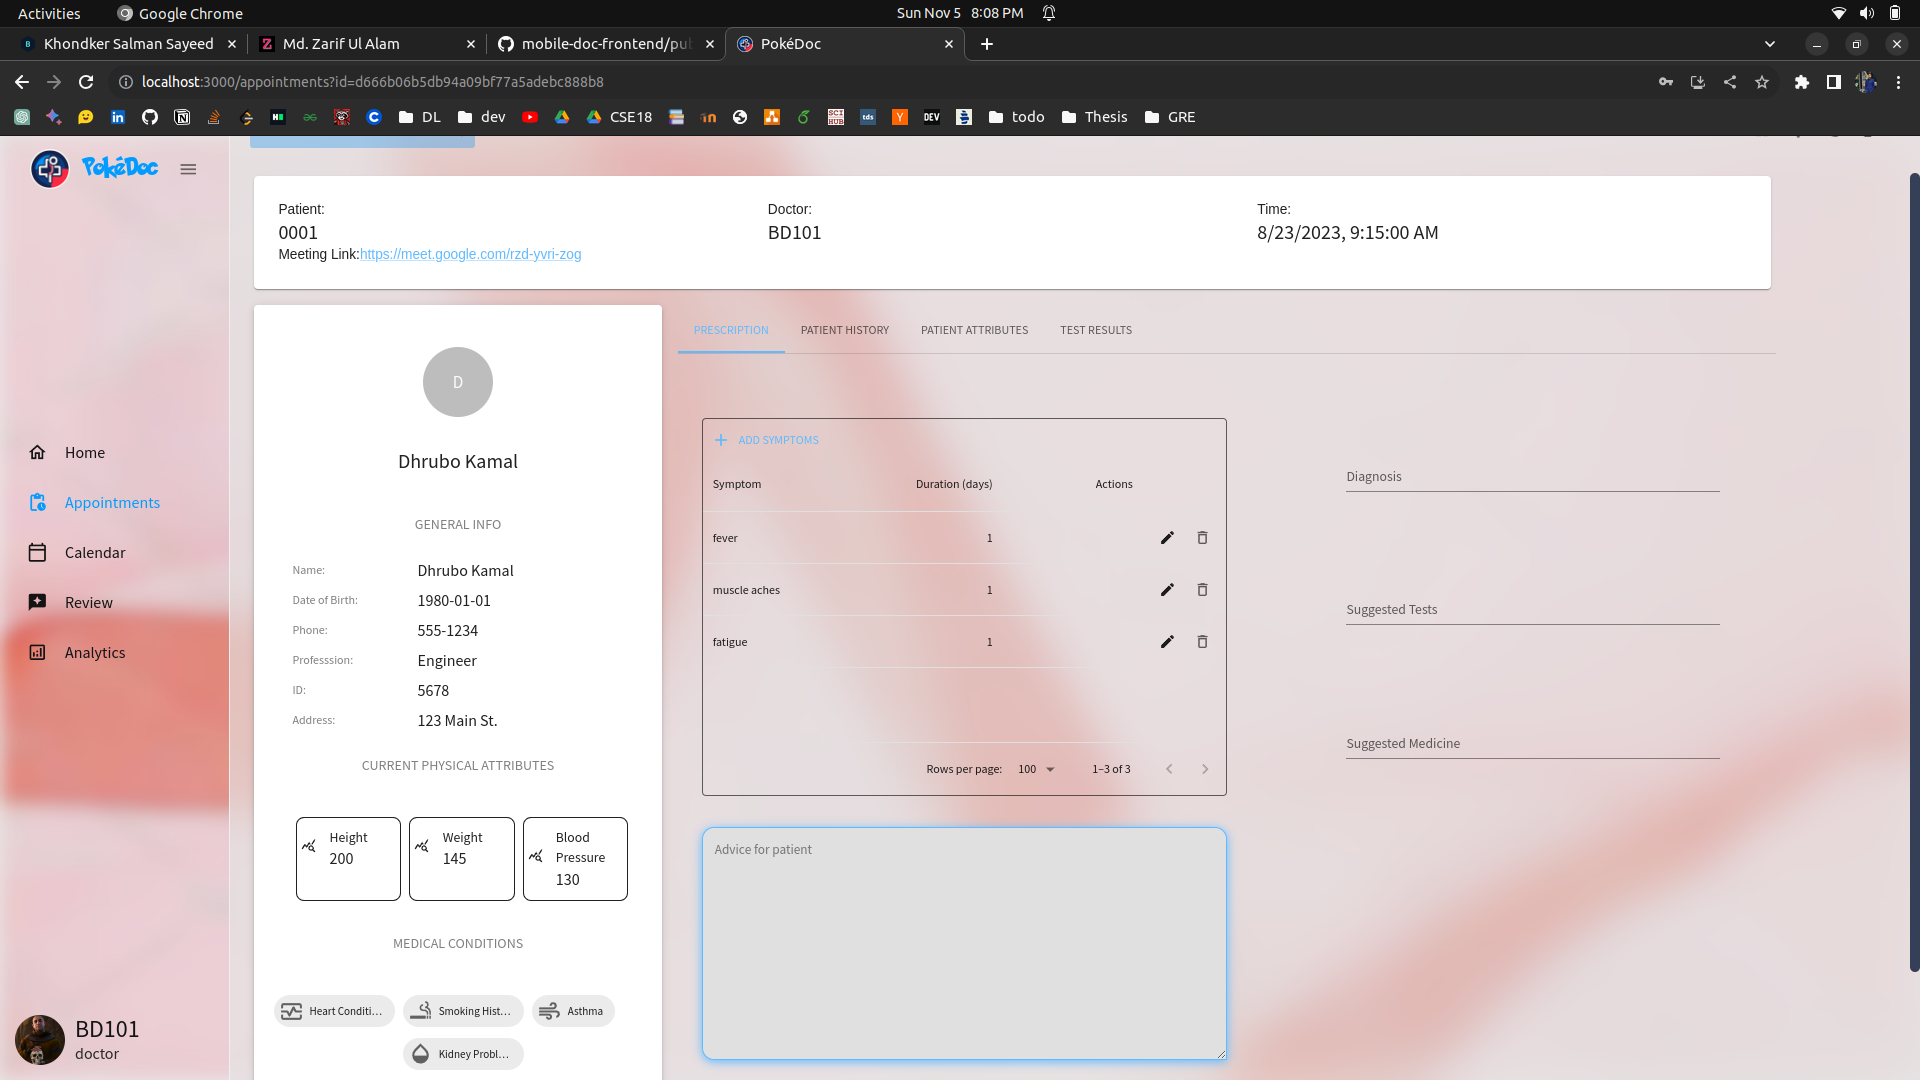 Activities
Google Chrome
Sun Nov 5 8:08 PM
Khondker Salman Sayeed
Md. Zarif Ul Alam
mobile-doc-frontend/pu
PokéDoc
localhost:3000/appointments?id=d666b06b5db94a09bf77a5adebc888b8
DL
dev
CSE18
SCI HUB
tds
DEV
todo
Thesis
GRE
PokéDoc
Home
Appointments
Calendar
Review
Analytics
BD101
doctor
Patient:
0001
Meeting Link:https://meet.google.com/rzd-yvri-zog
Doctor:
BD101
Time:
8/23/2023, 9:15:00 AM
D
Dhrubo Kamal
GENERAL INFO
Name: Dhrubo Kamal
Date of Birth: 1980-01-01
Phone: 555-1234
Professsion: Engineer
ID: 5678
Address: 123 Main St.
CURRENT PHYSICAL ATTRIBUTES
Height
200
Weight
145
Blood
Pressure
130
MEDICAL CONDITIONS
Heart Conditi...
Smoking Hist...
Asthma
Kidney Probl...
PRESCRIPTION
PATIENT HISTORY
PATIENT ATTRIBUTES
TEST RESULTS
ADD SYMPTOMS
Symptom Duration (days) Actions
fever 1
muscle aches 1
fatigue 1
Rows per page: 100 1–3 of 3
Advice for patient
Diagnosis
Suggested Tests
Suggested Medicine